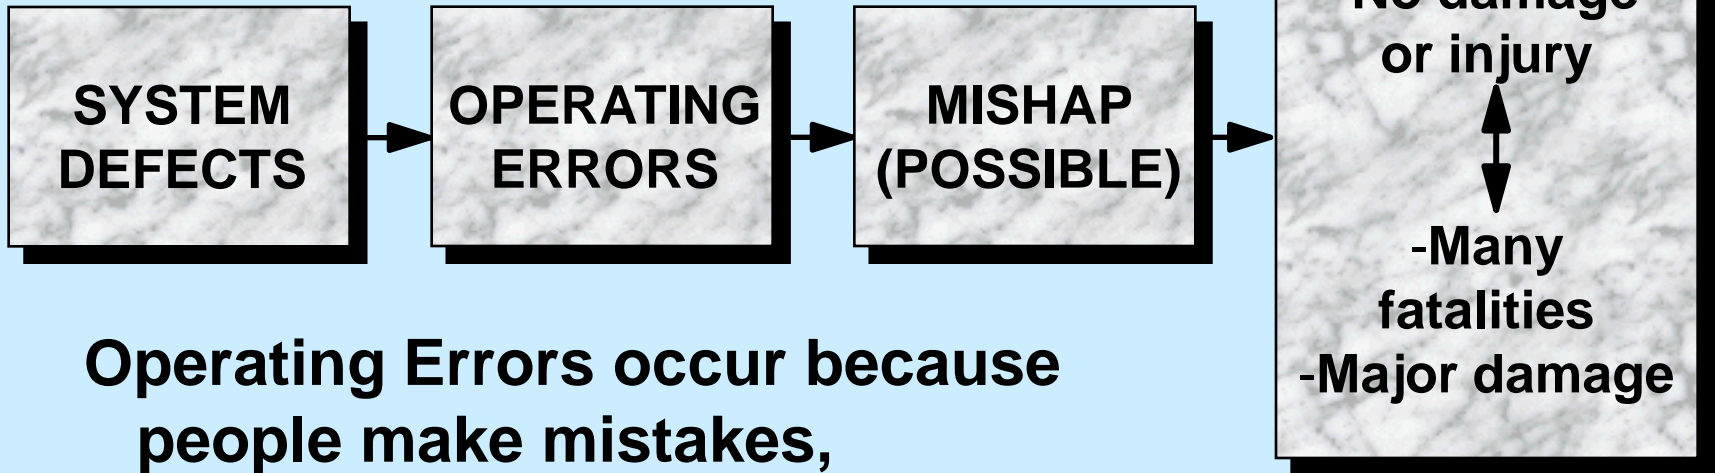 SYSTEM
DEFECTS
OPERATING
ERRORS
MISHAP
(POSSIBLE)
No damage
or injury
-Many
fatalities
-Major damage
Operating Errors occur because
people make mistakes,